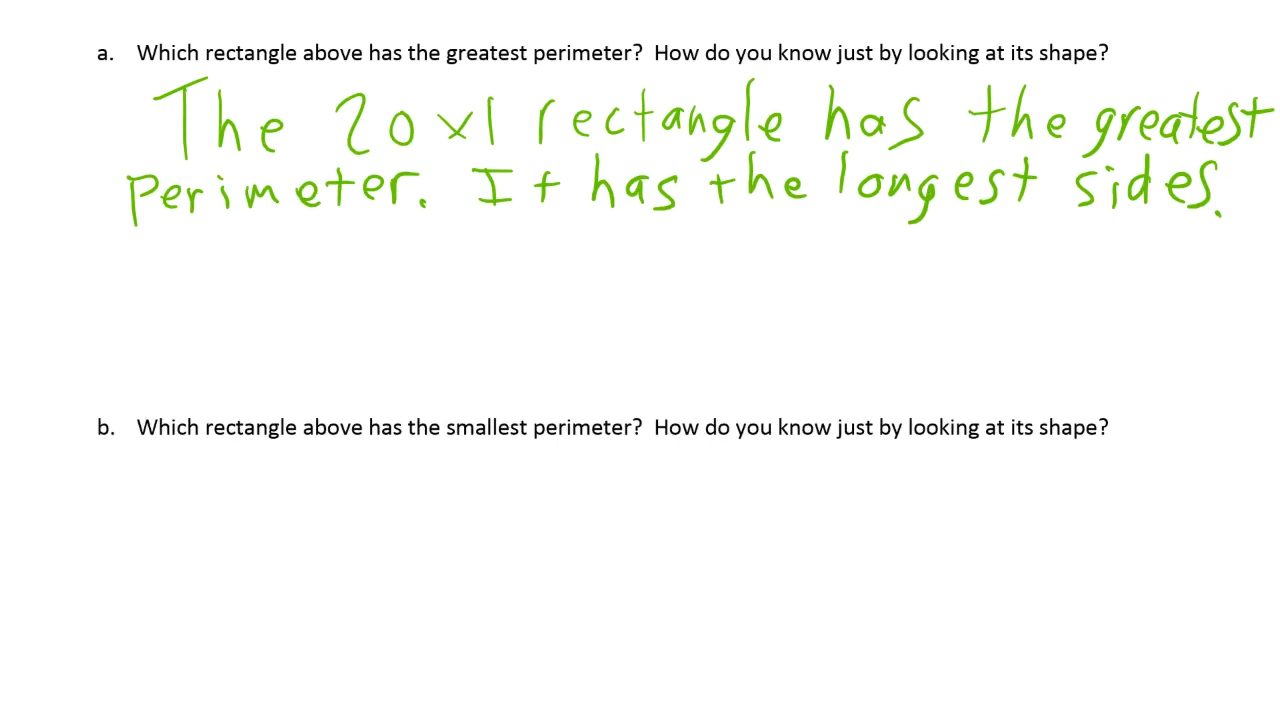 a. Which rectangle above has the greatest perimeter? How do you know just by looking at its shape?
The 20x1 rectangle has the greatest
perimeter. It has the longest sides.
b. Which rectangle above has the smallest perimeter? How do you know just by looking at its shape?